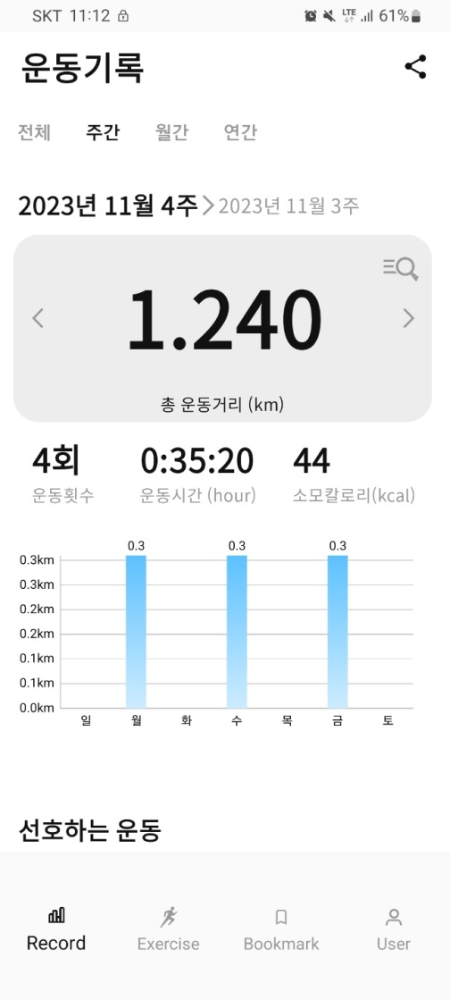 SKT 11:12 LTE 61%
운동기록
전체 주간 월간 연간
2023년 11월 4주 2023년 11월 3주
1.240
총 운동거리 (km)
4회 0:35:20 44
운동횟수 운동시간 (hour) 소모칼로리(kcal)
0.3 0.3 0.3
0.3km
0.3km
0.2km
0.2km
0.1km
0.1km
0.0km
일 월 화 수 목 금 토
선호하는 운동
Record Exercise Bookmark User